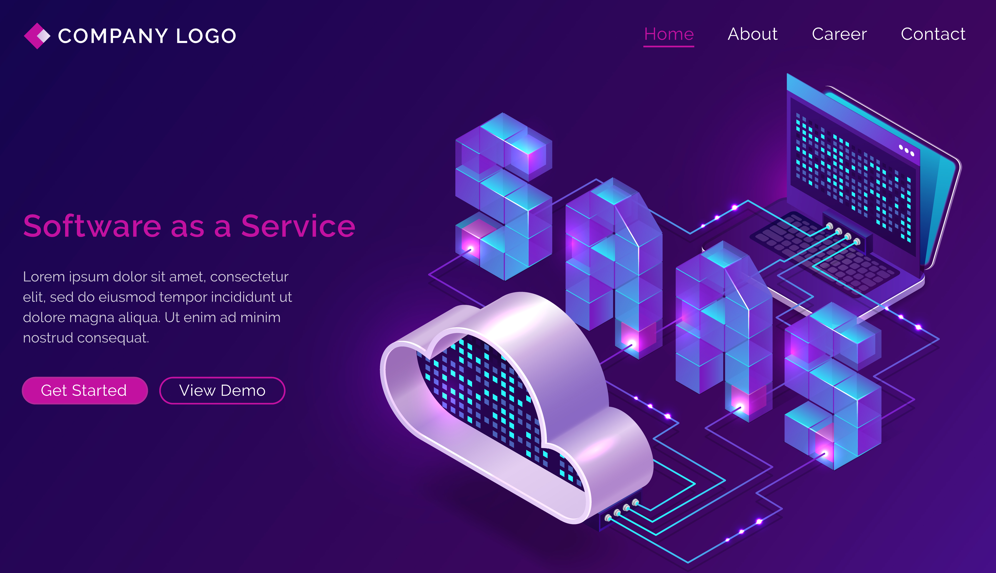 COMPANY LOGO
Home About Career Contact
SAAS
Software as a Service
Lorem ipsum dolor sit amet, consectetur
elit, sed do eiusmod tempor incididunt ut
dolore magna aliqua. Ut enim ad minim
nostrud consequat.
Get Started View Demo